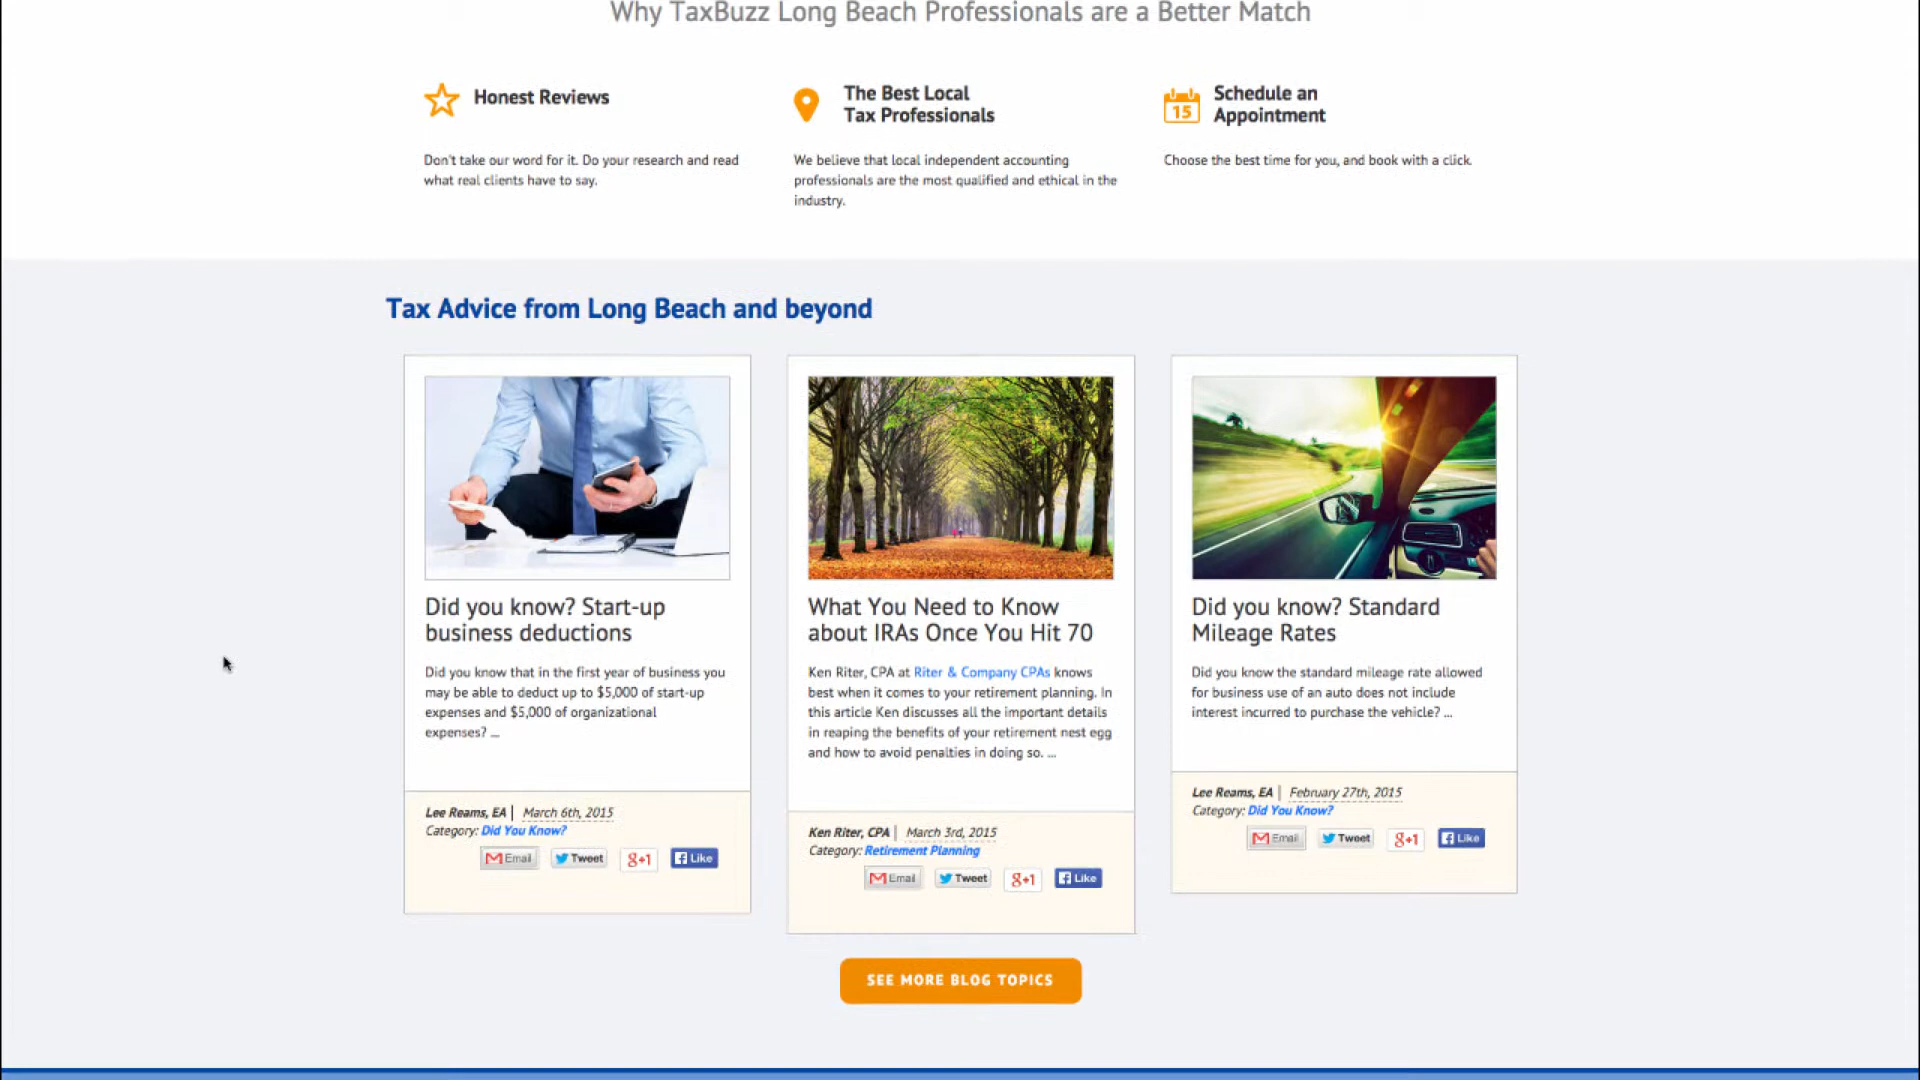 Why TaxBuzz Long Beach Professionals are a Better Match
Honest Reviews
Don't take our word for it. Do your research and read
what real clients have to say.
The Best Local
Tax Professionals
We believe that local independent accounting
professionals are the most qualified and ethical in the
industry.
15
Schedule an
Appointment
Choose the best time for you, and book with a click.
Tax Advice from Long Beach and beyond
Did you know? Start-up
business deductions
Did you know that in the first year of business you
may be able to deduct up to $5,000 of start-up
expenses and $5,000 of organizational
expenses? ...
Lee Reams, EA | March 6th, 2015
Category: Did You Know?
Email Tweet g+1 Like
What You Need to Know
about IRAs Once You Hit 70
Ken Riter, CPA at Riter & Company CPAs knows
best when it comes to your retirement planning. In
this article Ken discusses all the important details
in reaping the benefits of your retirement nest egg
and how to avoid penalties in doing so. ...
Ken Riter, CPA | March 3rd, 2015
Category: Retirement Planning
Email Tweet g+1 Like
Did you know? Standard
Mileage Rates
Did you know the standard mileage rate allowed
for business use of an auto does not include
interest incurred to purchase the vehicle? ...
Lee Reams, EA | February 27th, 2015
Category: Did You Know?
Email Tweet g+1 Like
SEE MORE BLOG TOPICS